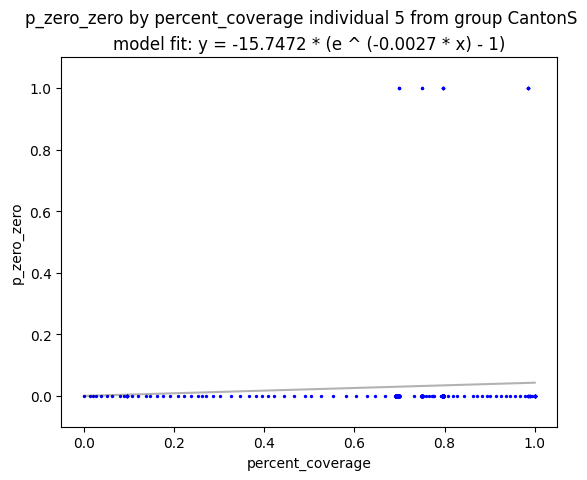 p_zero_zero by percent_coverage individual 5 from group CantonS
model fit: y = -15.7472 * (e ^ (-0.0027 * x) - 1)
1.0
0.8
0.6
0.4
0.2
0.0
p_zero_zero
0.0 0.2 0.4 0.6 0.8 1.0
percent_coverage